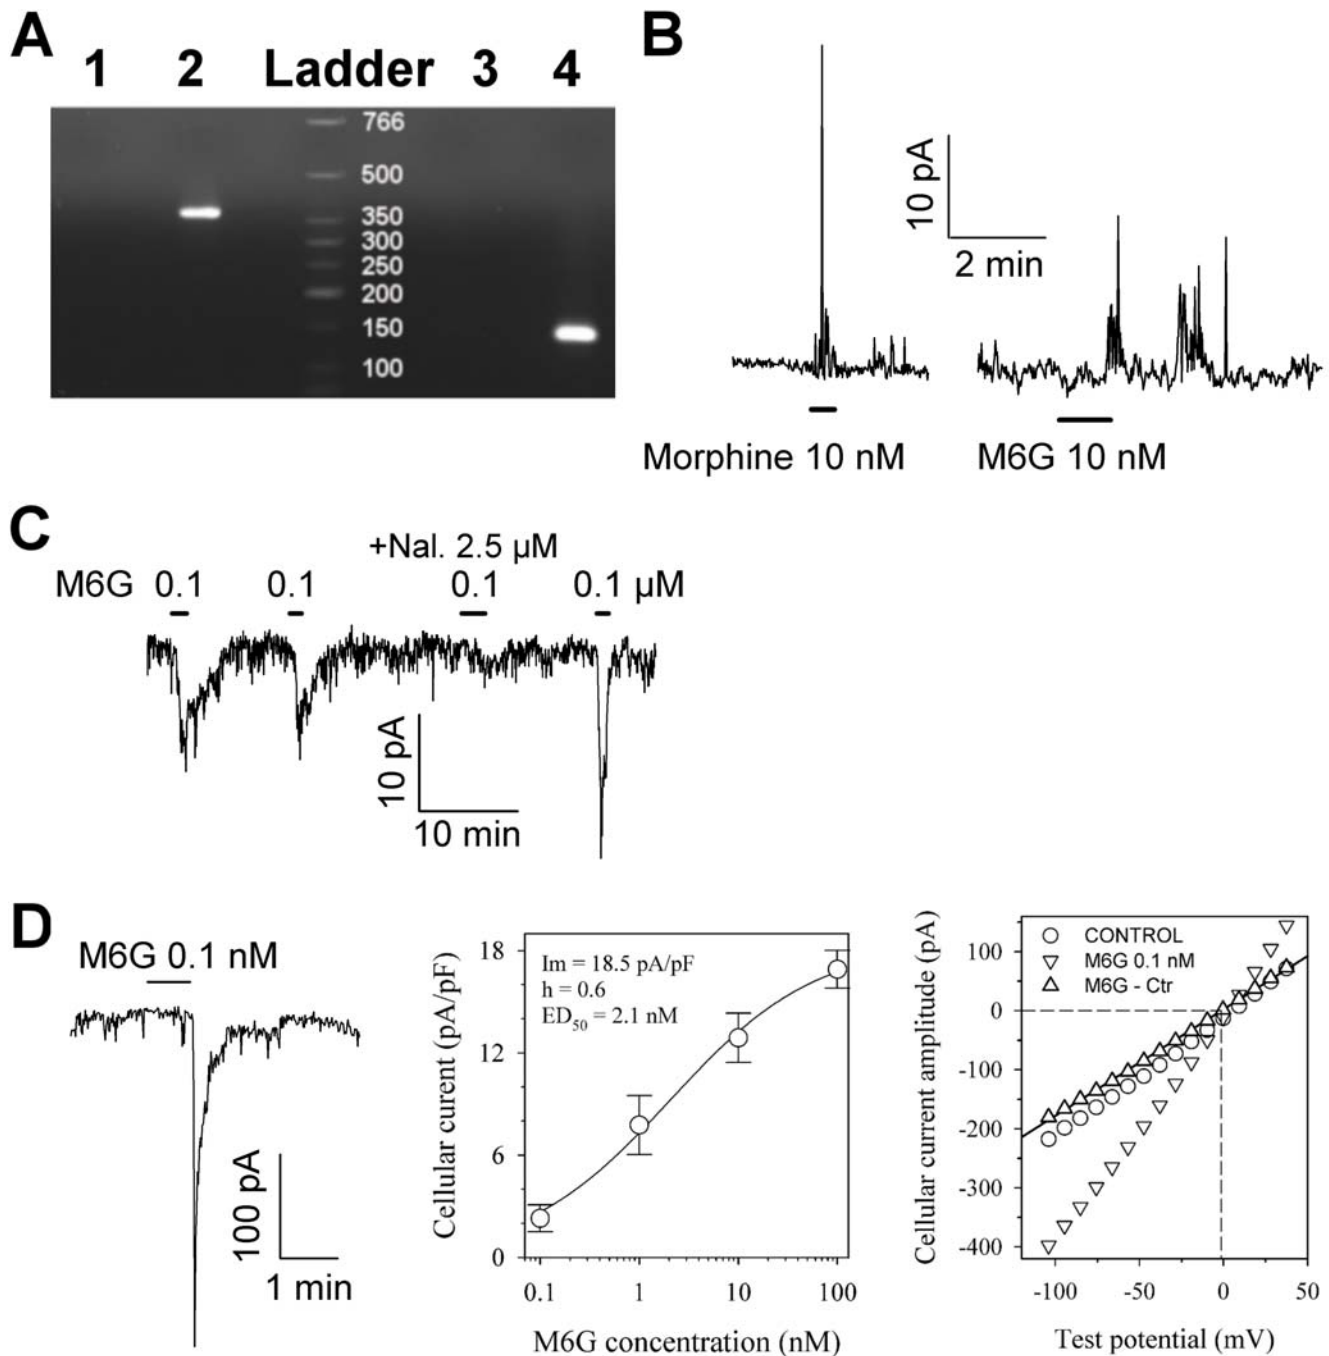 A
1 2 Ladder 3 4
766
500
350
300
250
200
150
100
B
10 pA
2 min
Morphine 10 nM
M6G 10 nM
C
+Nal. 2.5 µM
M6G 0.1 0.1 0.1 0.1 µM
10 pA
10 min
D
M6G 0.1 nM
100 pA
1 min
Cellular curent (pA/pF)
18
12
6
0
Im = 18.5 pA/pF
h = 0.6
ED50 = 2.1 nM
0.1 1 10 100
M6G concentration (nM)
Cellular current amplitude (pA)
100
0
-100
-200
-300
-400
CONTROL
M6G 0.1 nM
M6G - Ctr
-100 -50 0 50
Test potential (mV)